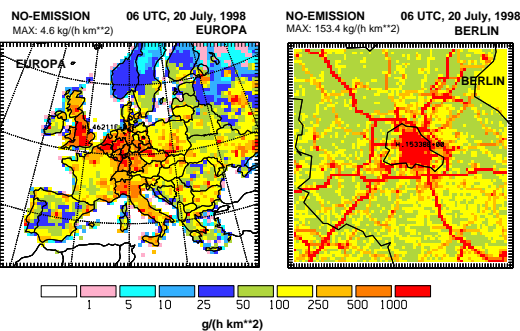 NO-EMISSION 06 UTC, 20 July, 1998
MAX: 4.6 kg/(h km**2) EUROPA
EUROPA
NO-EMISSION 06 UTC, 20 July, 1998
MAX: 153.4 kg/(h km**2) BERLIN
BERLIN
1 5 10 25 50 100 250 500 1000
g/(h km**2)